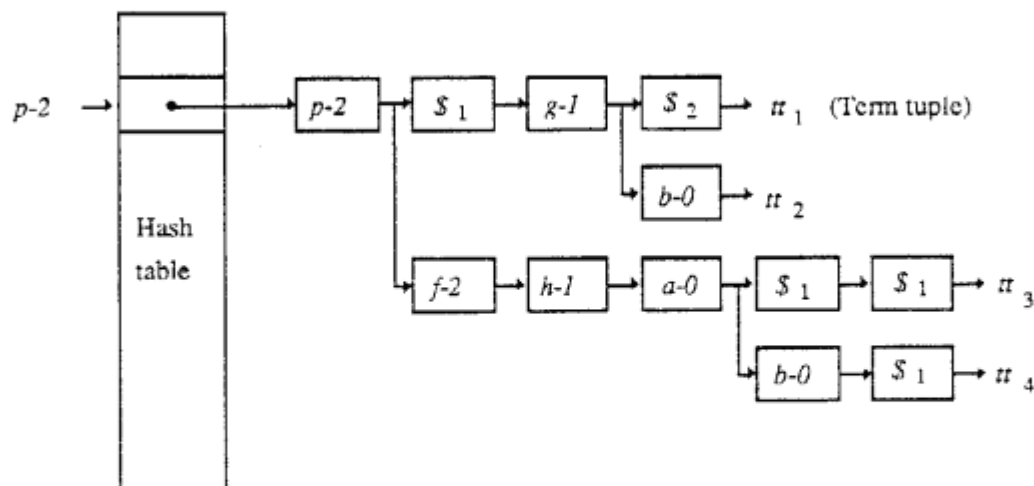 p-2 p-2 $ 1 g-1 $ 2 tt 1 (Term tuple)
b-0 tt 2
Hash
table
f-2 h-1 a-0 $ 1 $ 1 tt 3
b-0 $ 1 tt 4